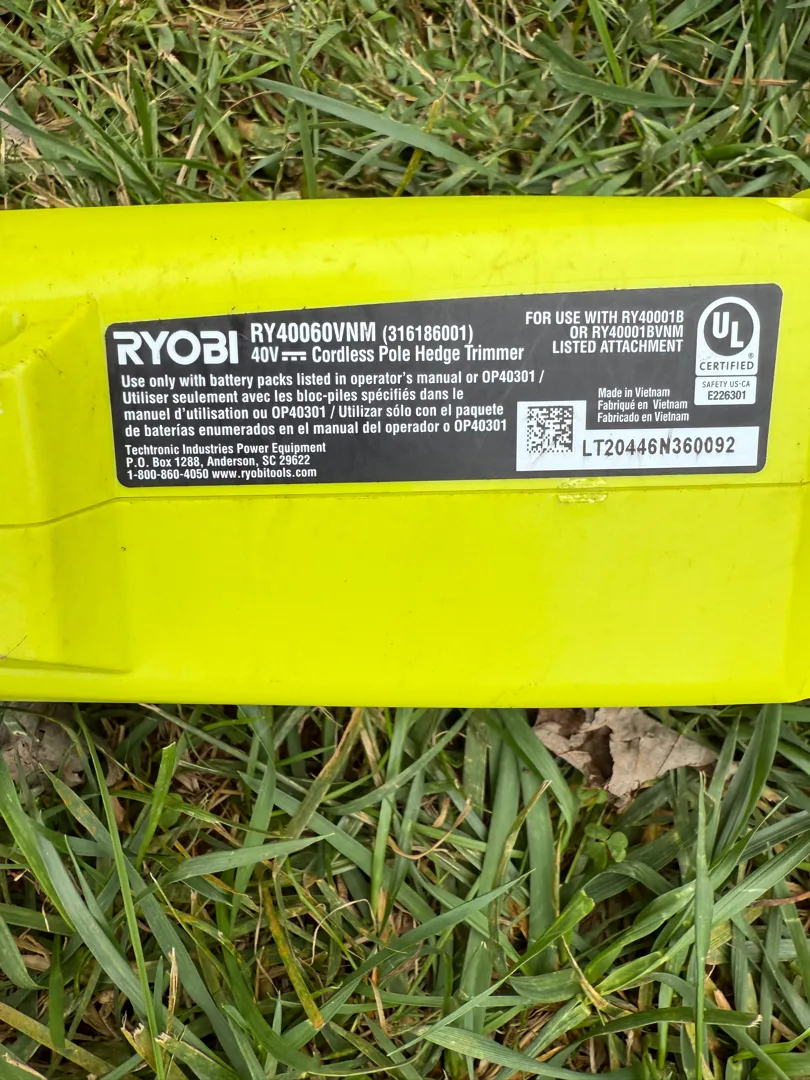 RYOBI
RY40060VNM (316186001)
40V Cordless Pole Hedge Trimmer
Use only with battery packs listed in operator's manual or OP40301 /
Utiliser seulement avec les bloc-piles spécifiés dans le
manuel d'utilisation ou OP40301 / Utilizar sólo con el paquete
de baterías enumerados en el manual del operador o OP40301
Techtronic Industries Power Equipment
P.O. Box 1288, Anderson, SC 29622
1-800-860-4050 www.ryobitools.com
FOR USE WITH RY40001B
OR RY40001BVNM
LISTED ATTACHMENT
UL
®
CERTIFIED
SAFETY US-CA
E226301
Made in Vietnam
Fabriqué en Vietnam
Fabricado en Vietnam
LT20446N360092